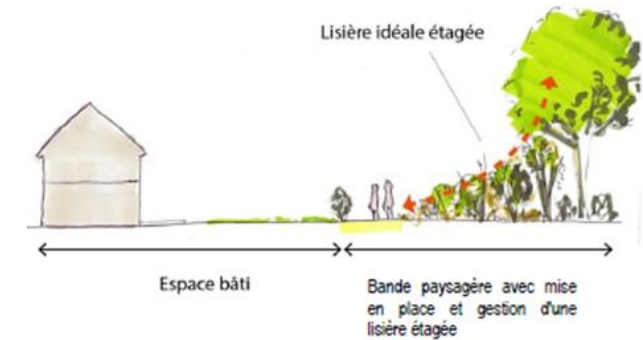 Lisière idéale étagée
Espace bâti
Bande paysagère avec mise
en place et gestion d'une
lisière étagée